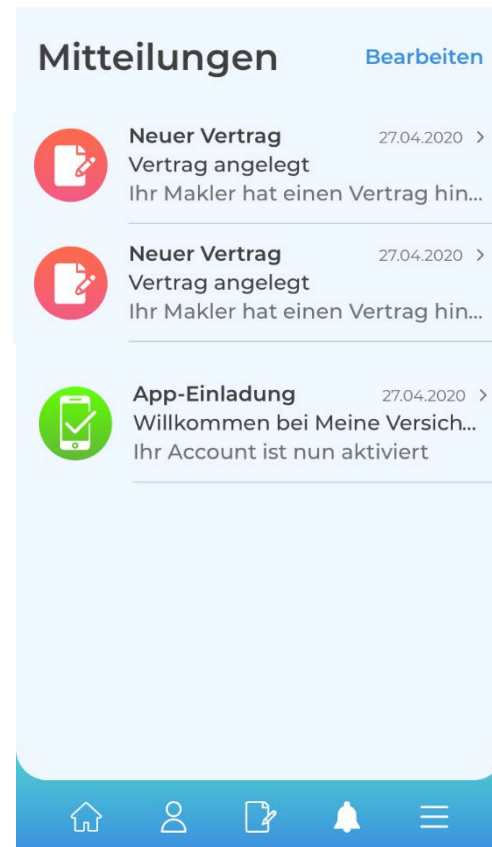 Mitteilungen Bearbeiten
Neuer Vertrag 27.04.2020
Vertrag angelegt
Ihr Makler hat einen Vertrag hin...
Neuer Vertrag 27.04.2020
Vertrag angelegt
Ihr Makler hat einen Vertrag hin...
App-Einladung 27.04.2020
Willkommen bei Meine Versich...
Ihr Account ist nun aktiviert